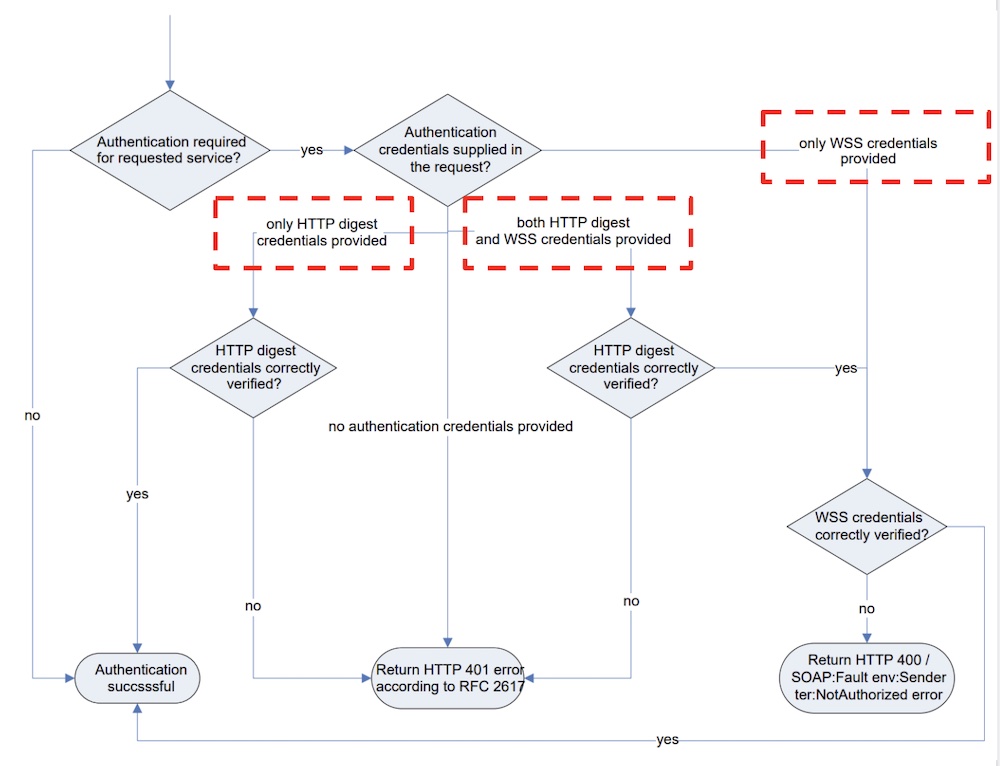 Authentication required
for requested service?
yes
Authentication
credentials supplied in
the request?
only WSS credentials
provided
only HTTP digest
credentials provided
both HTTP digest
and WSS credentials provided
HTTP digest
credentials correctly
verified?
HTTP digest
credentials correctly
verified?
yes
no
no authentication credentials provided
yes
WSS credentials
correctly verified?
no
no
no
Authentication
succsssful
Return HTTP 401 error
according to RFC 2617
Return HTTP 400 /
SOAP:Fault env:Sender
ter:NotAuthorized error
yes